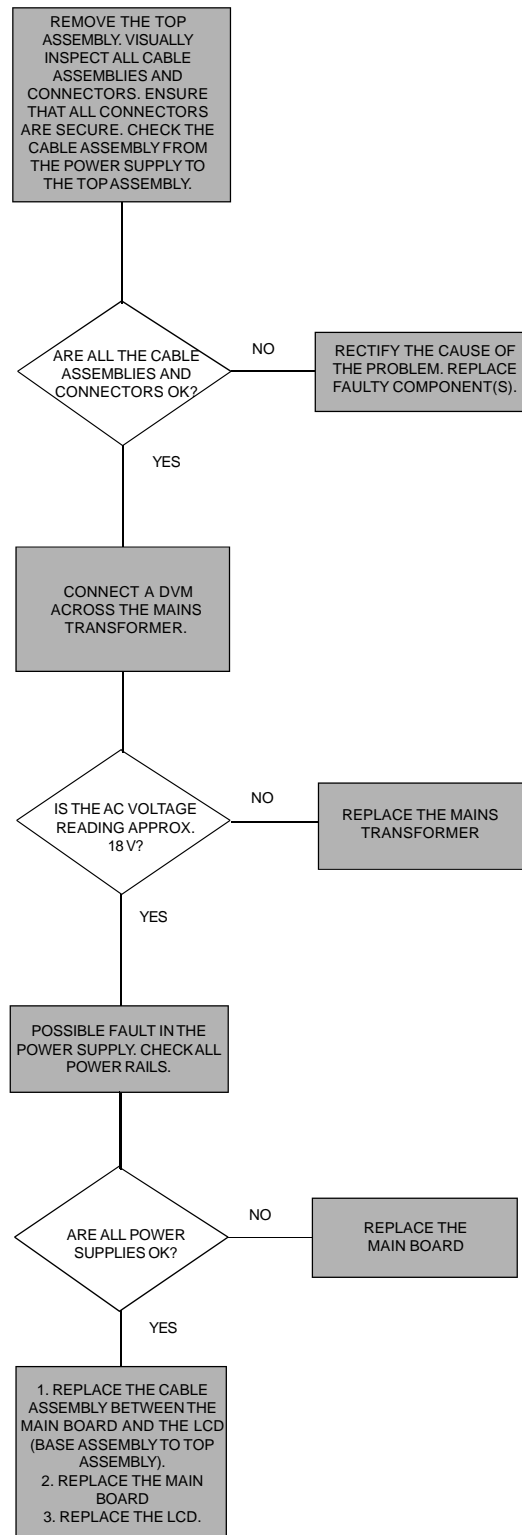 REMOVE THE TOP
ASSEMBLY. VISUALLY
INSPECT ALL CABLE
ASSEMBLIES AND
CONNECTORS. ENSURE
THAT ALL CONNECTORS
ARE SECURE. CHECK THE
CABLE ASSEMBLY FROM
THE POWER SUPPLY TO
THE TOP ASSEMBLY.
ARE ALL THE CABLE
ASSEMBLIES AND
CONNECTORS OK?
NO
RECTIFY THE CAUSE OF
THE PROBLEM. REPLACE
FAULTY COMPONENT(S).
YES
CONNECT A DVM
ACROSS THE MAINS
TRANSFORMER.
IS THE AC VOLTAGE
READING APPROX.
18 V?
NO
REPLACE THE MAINS
TRANSFORMER
YES
POSSIBLE FAULT IN THE
POWER SUPPLY. CHECK ALL
POWER RAILS.
ARE ALL POWER
SUPPLIES OK?
NO
REPLACE THE
MAIN BOARD
YES
1. REPLACE THE CABLE
ASSEMBLY BETWEEN THE
MAIN BOARD AND THE LCD
(BASE ASSEMBLY TO TOP
ASSEMBLY).
2. REPLACE THE MAIN
BOARD
3. REPLACE THE LCD.